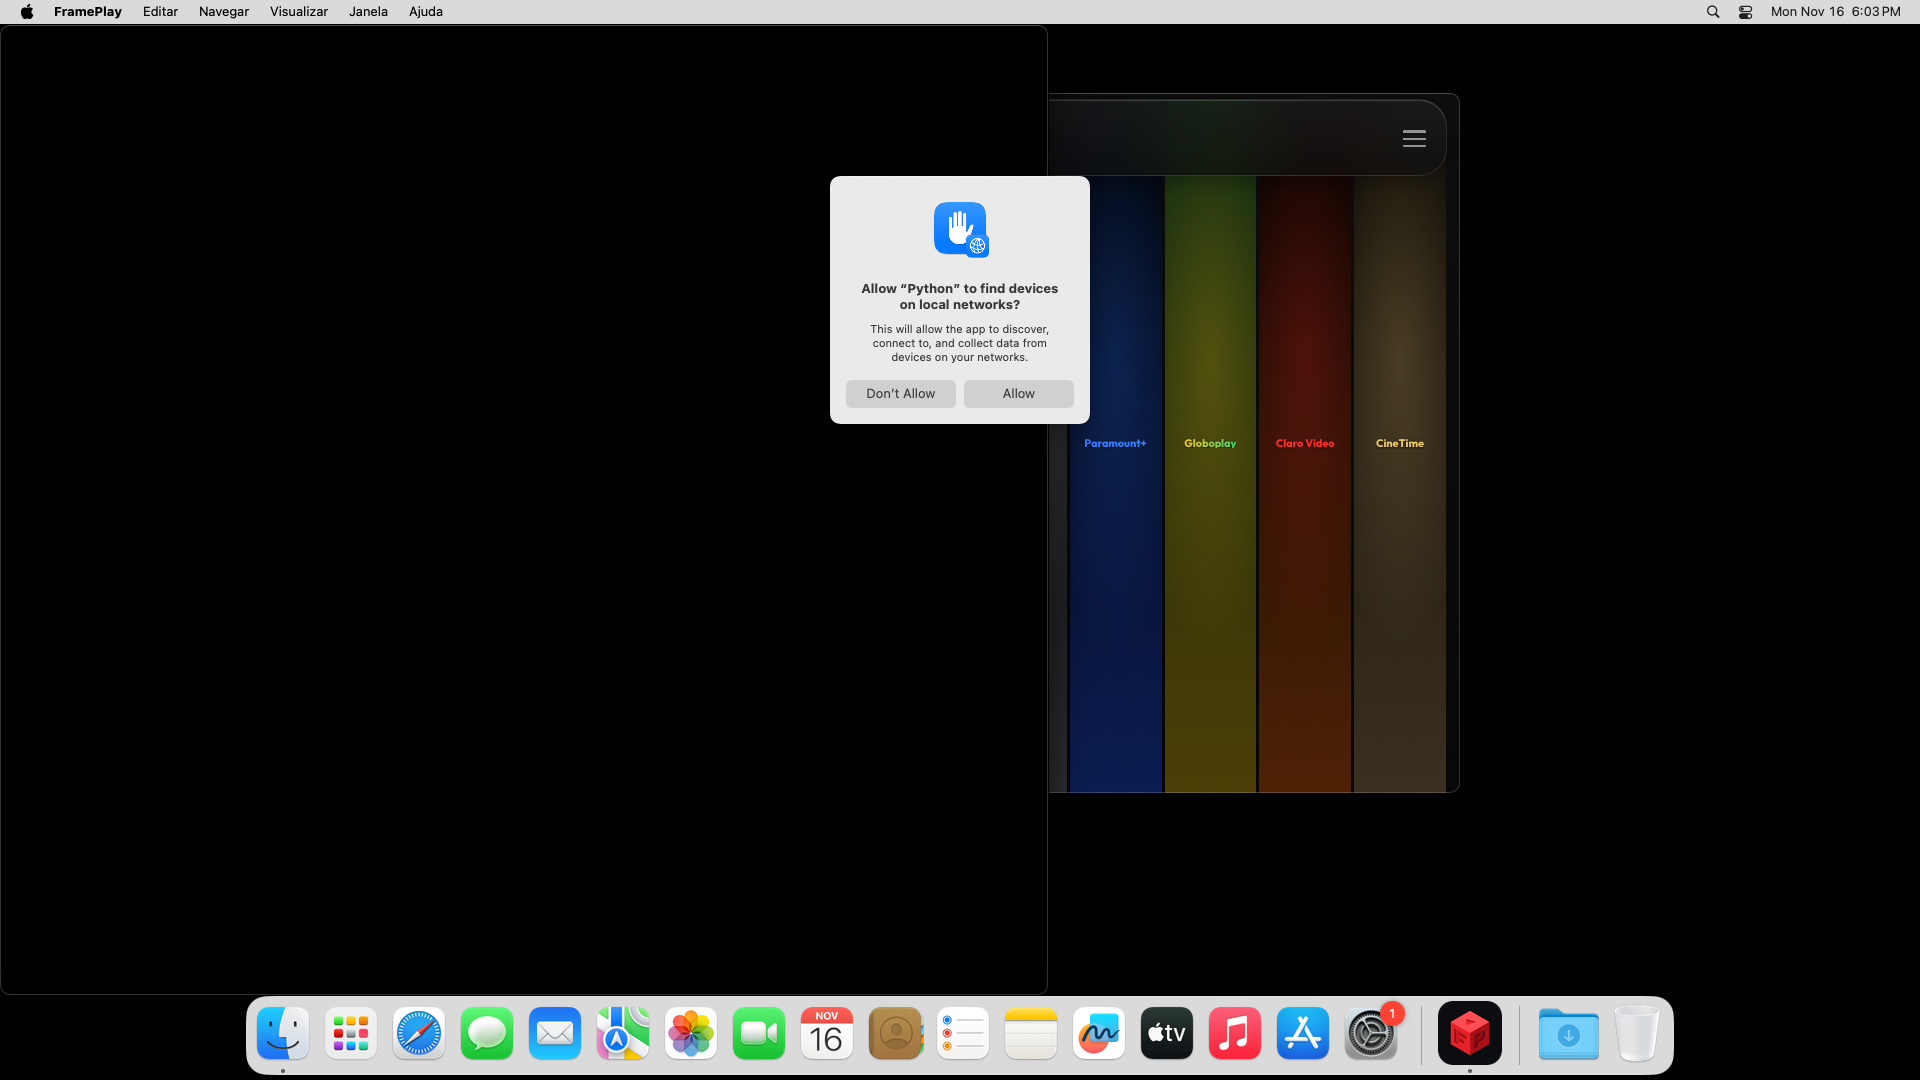 FramePlay Editar Navegar Visualizar Janela Ajuda Mon Nov 16 6:03 PM
Allow “Python” to find devices
on local networks?
This will allow the app to discover,
connect to, and collect data from
devices on your networks.
Don’t Allow Allow
Paramount+ Globoplay Claro Video CineTime
NOV
16
tv
1